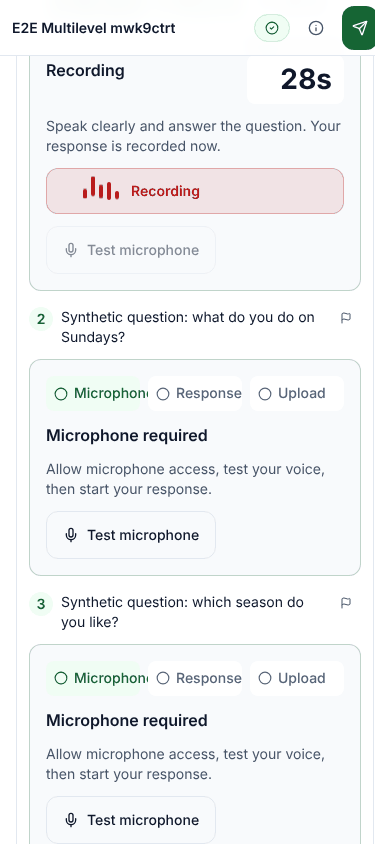 E2E Multilevel mwk9ctrt
Recording
28s
Speak clearly and answer the question. Your
response is recorded now.
Recording
Test microphone
2
Synthetic question: what do you do on
Sundays?
Microphone
Response
Upload
Microphone required
Allow microphone access, test your voice,
then start your response.
Test microphone
3
Synthetic question: which season do
you like?
Microphone
Response
Upload
Microphone required
Allow microphone access, test your voice,
then start your response.
Test microphone